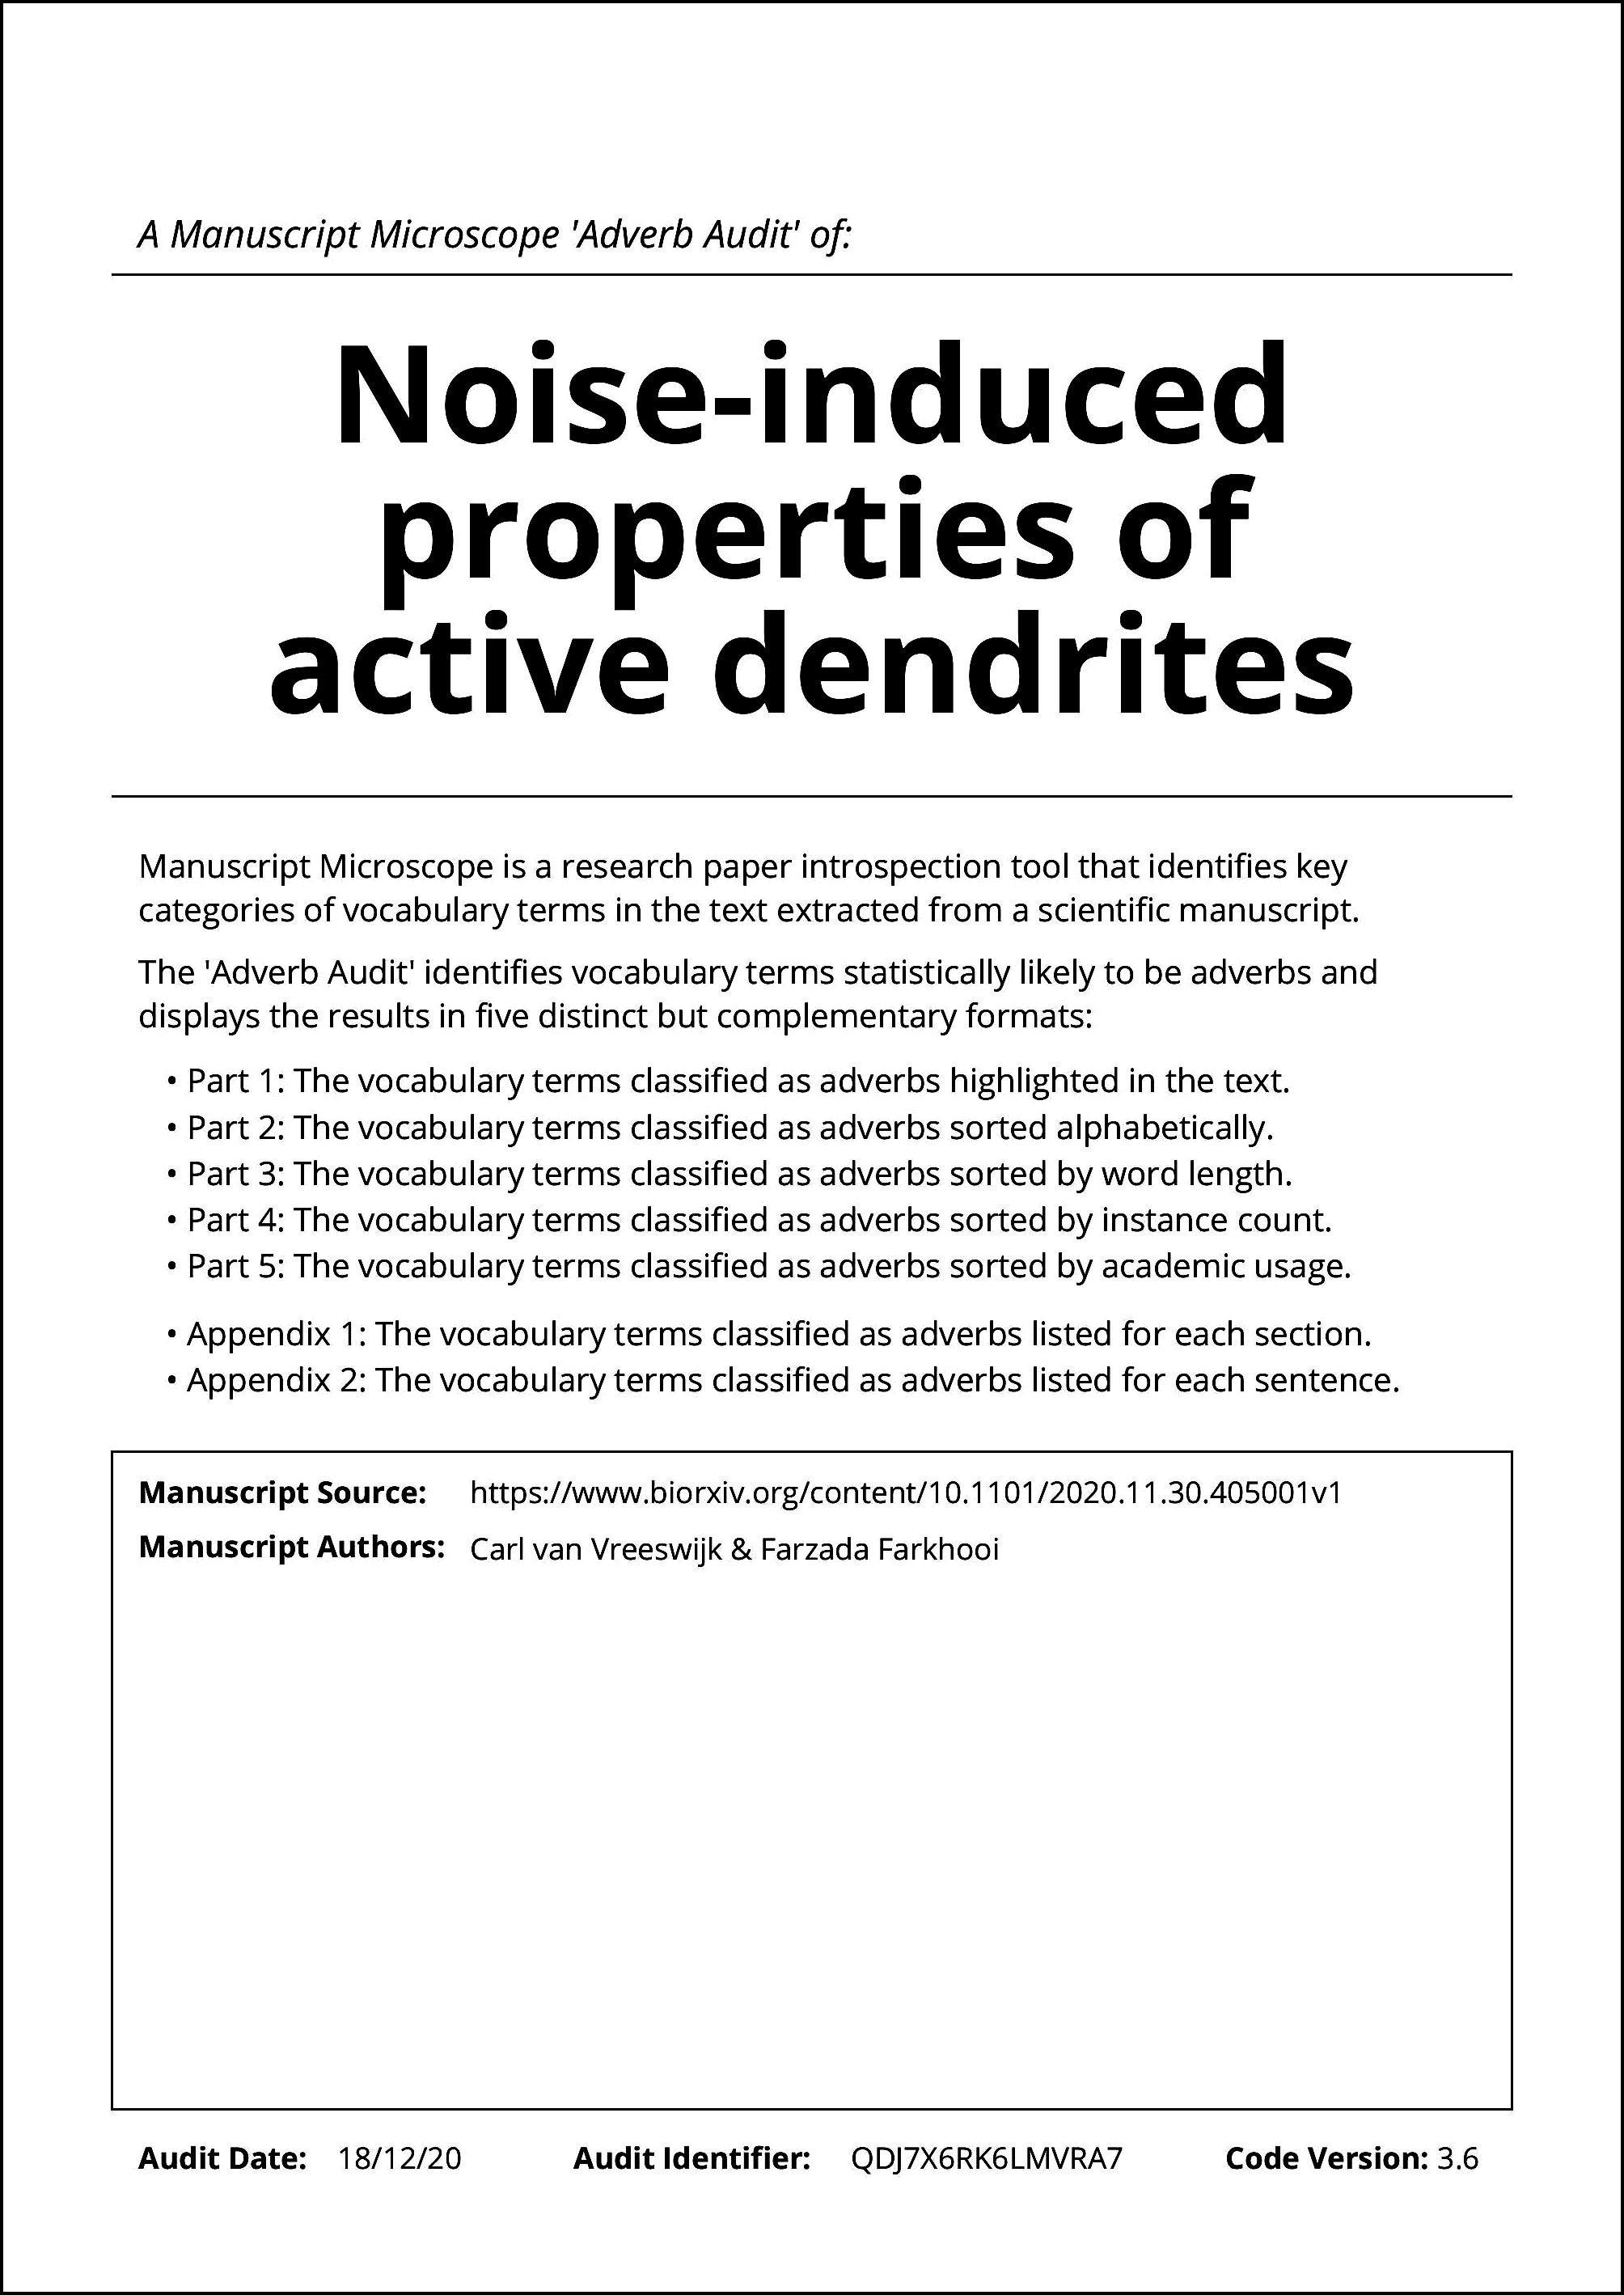 A Manuscript Microscope 'Adverb Audit' of:
Noise-induced
properties of
active dendrites
Manuscript Microscope is a research paper introspection tool that identifies key
categories of vocabulary terms in the text extracted from a scientific manuscript.
The 'Adverb Audit' identifies vocabulary terms statistically likely to be adverbs and
displays the results in five distinct but complementary formats:
• Part 1: The vocabulary terms classified as adverbs highlighted in the text.
• Part 2: The vocabulary terms classified as adverbs sorted alphabetically.
• Part 3: The vocabulary terms classified as adverbs sorted by word length.
• Part 4: The vocabulary terms classified as adverbs sorted by instance count.
• Part 5: The vocabulary terms classified as adverbs sorted by academic usage.
• Appendix 1: The vocabulary terms classified as adverbs listed for each section.
• Appendix 2: The vocabulary terms classified as adverbs listed for each sentence.
Manuscript Source: https://www.biorxiv.org/content/10.1101/2020.11.30.405001v1
Manuscript Authors: Carl van Vreeswijk & Farzada Farkhooi
Audit Date: 18/12/20 Audit Identifier: QDJ7X6RK6LMVRA7 Code Version: 3.6